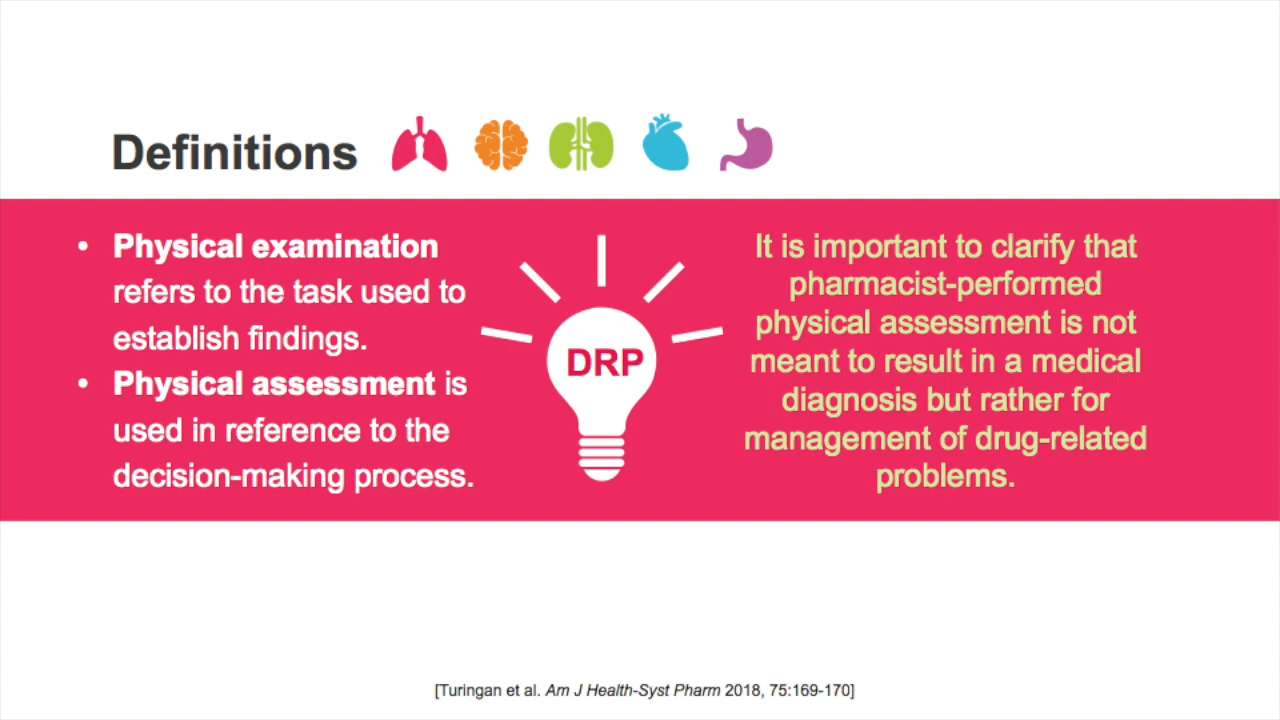 Definitions
• Physical examination
refers to the task used to
establish findings.
• Physical assessment is
used in reference to the
decision-making process.
DRP
It is important to clarify that
pharmacist-performed
physical assessment is not
meant to result in a medical
diagnosis but rather for
management of drug-related
problems.
[Turingan et al. Am J Health-Syst Pharm 2018, 75:169-170]